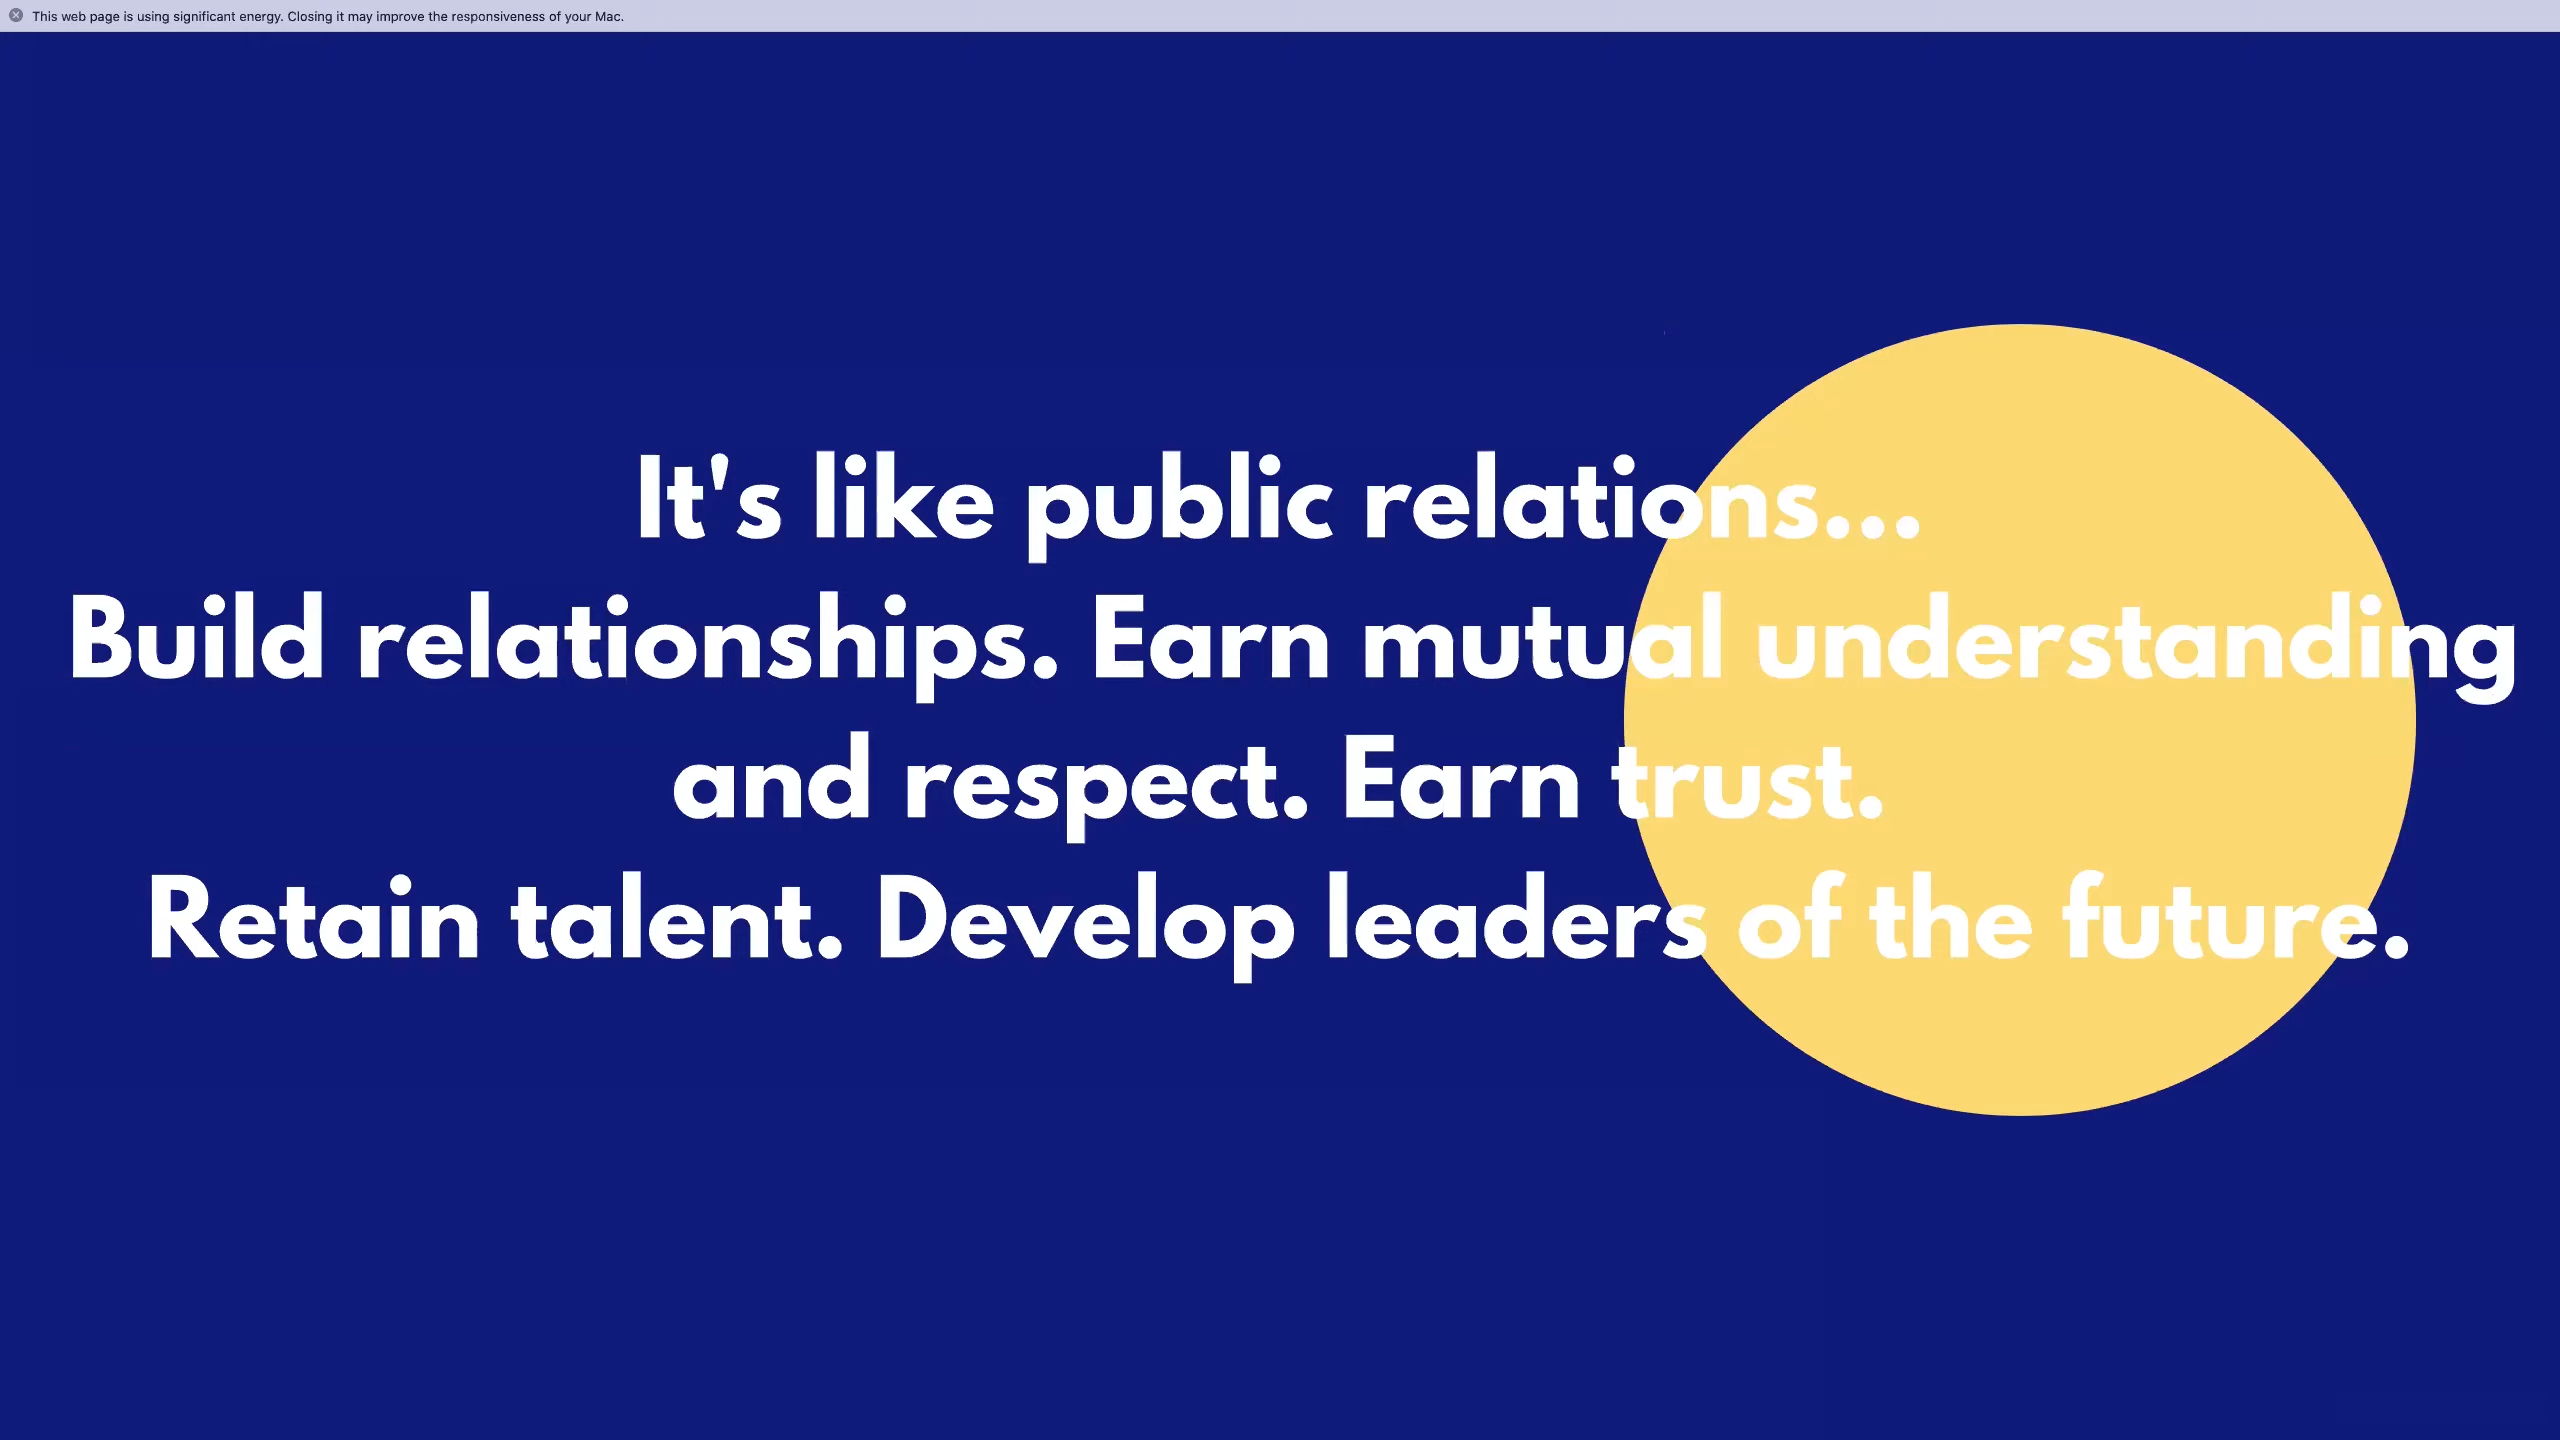 This web page is using significant energy. Closing it may improve the responsiveness of your Mac.
It's like public relations...
Build relationships. Earn mutual understanding
and respect. Earn trust.
Retain talent. Develop leaders of the future.